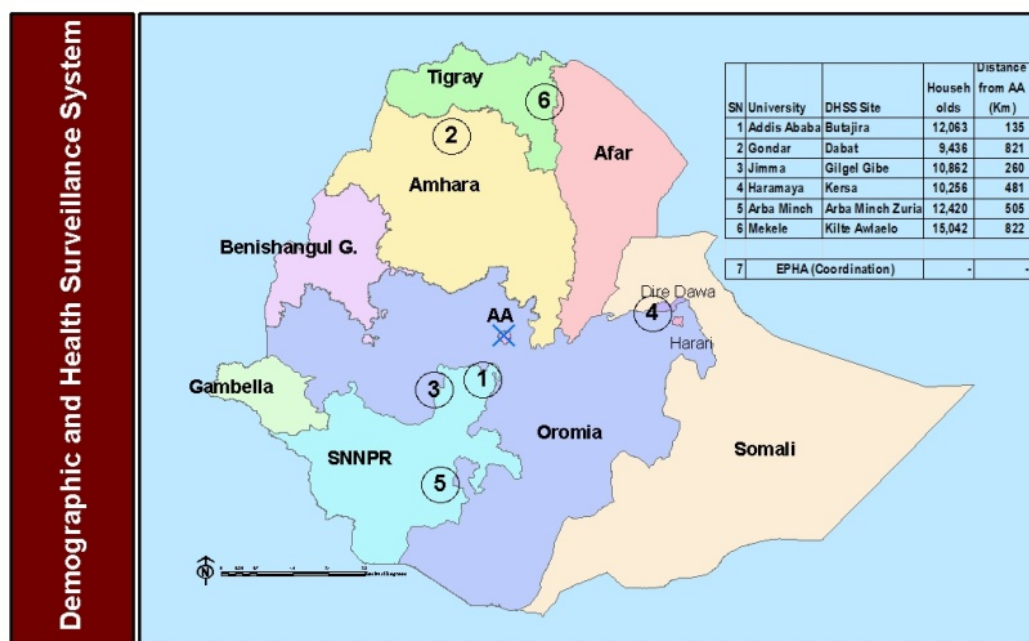 Demographic and Health Surveillance System
Tigray
6
2
Afar
Amhara
Benishangul G.
Dire Dawa
4
AA
Harari
Gambella
3
1
Oromia
Somali
SNNPR
5
N
Distance
Househ from AA
SN University DHSS Site olds (Km)
1 Addis Ababa Butajira 12,063 135
2 Gondar Dabat 9,436 821
3 Jimma Gilgel Gibe 10,862 260
4 Haramaya Kersa 10,256 481
5 Arba Minch Arba Minch Zuria 12,420 505
6 Mekele Kilte Awlaelo 15,042 822
7 EPHA (Coordination) - -